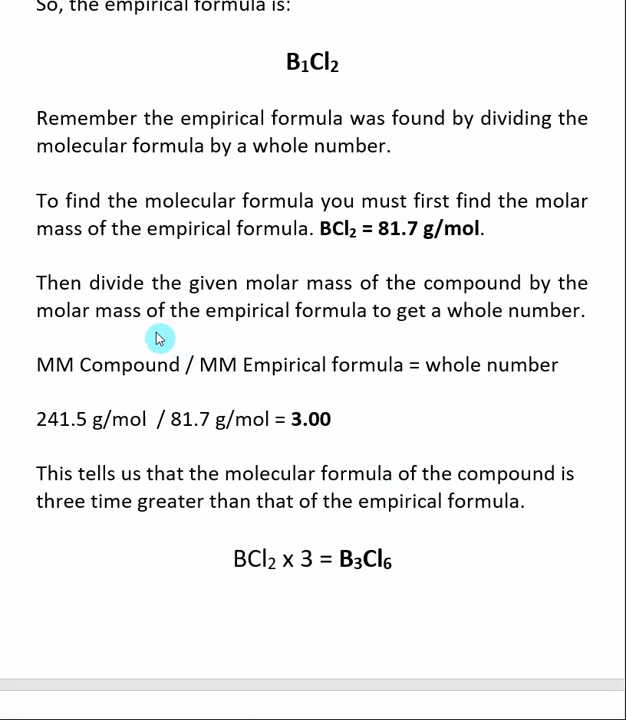 So, the empirical formula is:
B₁Cl₂
Remember the empirical formula was found by dividing the
molecular formula by a whole number.
To find the molecular formula you must first find the molar
mass of the empirical formula. BCl₂ = 81.7 g/mol.
Then divide the given molar mass of the compound by the
molar mass of the empirical formula to get a whole number.
MM Compound / MM Empirical formula = whole number
241.5 g/mol / 81.7 g/mol = 3.00
This tells us that the molecular formula of the compound is
three time greater than that of the empirical formula.
BCl₂ x 3 = B₃Cl₆